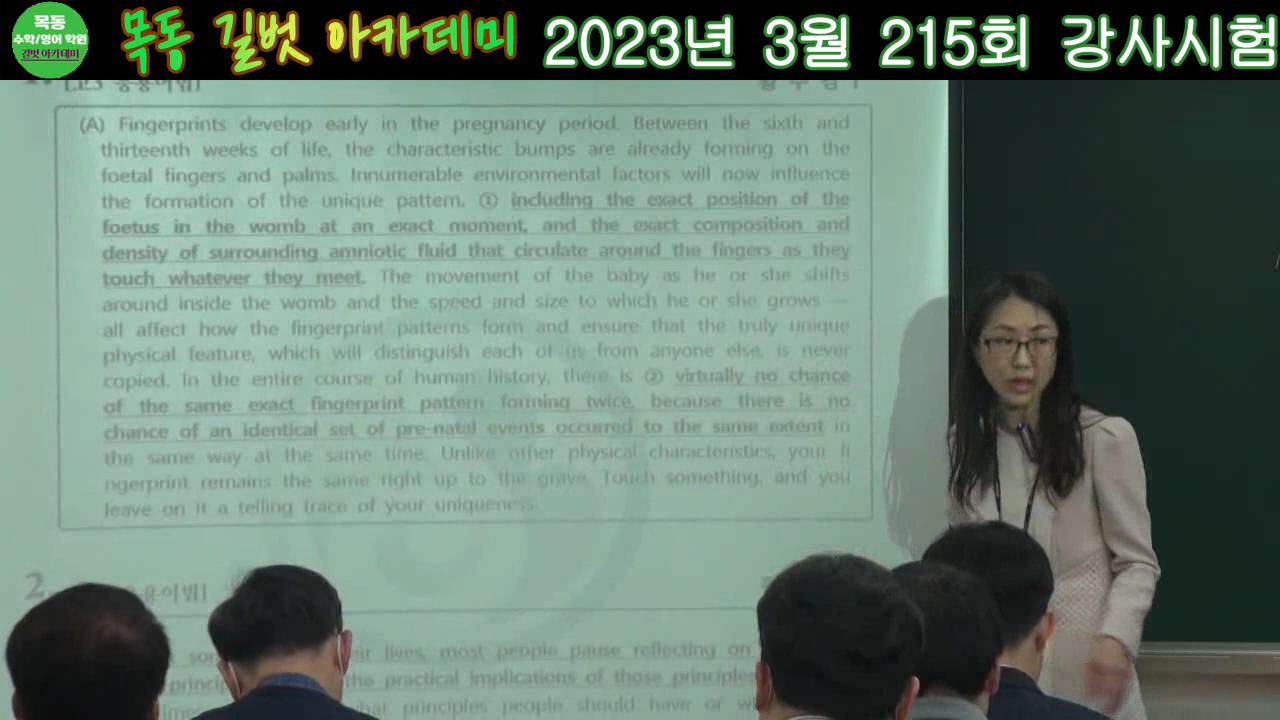 목동
수학/영어 학원
길벗 아카데미
목동 길벗 아카데미 2023년 3월 215회 강사시험
(A) Fingerprints develop early in the pregnancy period. Between the sixth and
thirteenth weeks of life, the characteristic bumps are already forming on the
foetal fingers and palms. Innumerable environmental factors will now influence
the formation of the unique pattern, ① including the exact position of the
foetus in the womb at an exact moment, and the exact composition and
density of surrounding amniotic fluid that circulate around the fingers as they
touch whatever they meet. The movement of the baby as he or she shifts
around inside the womb and the speed and size to which he or she grows —
all affect how the fingerprint patterns form and ensure that the truly unique
physical feature, which will distinguish each of us from anyone else, is never
copied. In the entire course of human history, there is ② virtually no chance
of the same exact fingerprint pattern forming twice, because there is no
chance of an identical set of pre-natal events occurred to the same extent in
the same way at the same time. Unlike other physical characteristics, your fi
ngerprint remains the same right up to the grave. Touch something, and you
leave on it a telling trace of your uniqueness.
2.
lives, most people pause reflecting on
the practical implications of those principles
principles people should have or